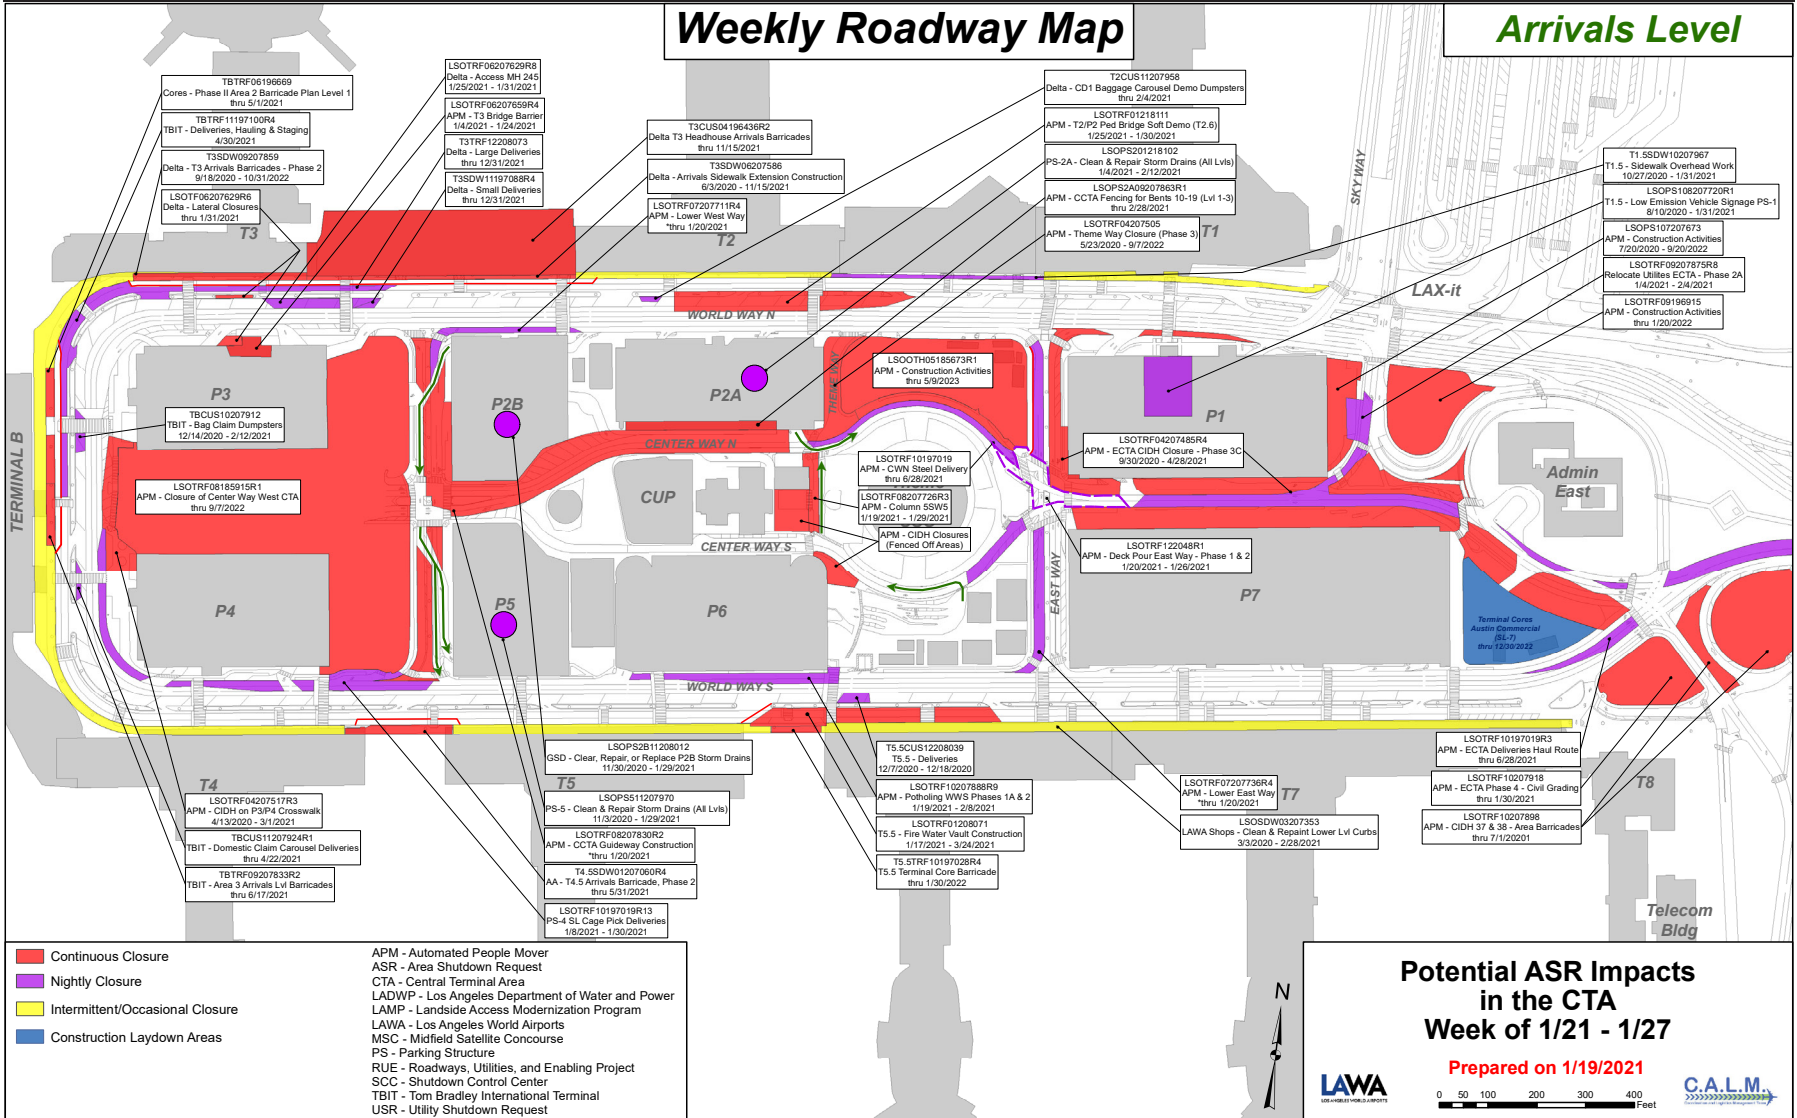 Weekly Roadway Map
Arrivals Level
TBTRF06196669
Cores - Phase II Area 2 Barricade Plan Level 1
thru 5/1/2021
TBTRF11197100R4
TBIT - Deliveries, Hauling & Staging
4/30/2021
T3SDW09207859
Delta - T3 Arrivals Barricades - Phase 2
9/18/2020 - 10/31/2022
LSOTF06207629R6
Delta - Lateral Closures
thru 1/31/2021
LSOTRF06207629R8
Delta - Access MH 245
1/25/2021 - 1/31/2021
LSOTRF06207659R4
APM - T3 Bridge Barrier
1/4/2021 - 1/24/2021
T3TRF12208073
Delta - Large Deliveries
thru 12/31/2021
T3SDW11197088R4
Delta - Small Deliveries
thru 12/31/2021
T3CUS04196436R2
Delta T3 Headhouse Arrivals Barricades
thru 11/15/2021
T3SDW06207586
Delta - Arrivals Sidewalk Extension Construction
6/3/2020 - 11/15/2021
LSOTRF07207711R4
APM - Lower West Way
*thru 1/20/2021
T2CUS11207958
Delta - CD1 Baggage Carousel Demo Dumpsters
thru 2/4/2021
LSOTRF01218111
APM - T2/P2 Ped Bridge Soft Demo (T2.6)
1/25/2021 - 1/30/2021
LSOPS201218102
PS-2A - Clean & Repair Storm Drains (All Lvls)
1/4/2021 - 2/12/2021
LSOPS2A09207863R1
APM - CCTA Fencing for Bents 10-19 (Lvl 1-3)
thru 2/28/2021
LSOTRF04207505
APM - Theme Way Closure (Phase 3)
5/23/2020 - 9/7/2022
T1.5SDW10207967
T1.5 - Sidewalk Overhead Work
10/27/2020 - 1/31/2021
LSOPS108207720R1
T1.5 - Low Emission Vehicle Signage PS-1
8/10/2020 - 1/31/2021
LSOPS107207673
APM - Construction Activities
7/20/2020 - 9/20/2022
LSOTRF09207875R8
Relocate Utilites ECTA - Phase 2A
1/4/2021 - 2/4/2021
LSOTRF09196915
APM - Construction Activities
thru 1/20/2022
T3
T2
T1
SKY WAY
LAX-it
WORLD WAY N
P3
P2B
P2A
THEME WAY
LSOOTH05185673R1
APM - Construction Activities
thru 5/9/2023
P1
TBCUS10207912
TBIT - Bag Claim Dumpsters
12/14/2020 - 2/12/2021
CENTER WAY N
LSOTRF04207485R4
APM - ECTA CIDH Closure - Phase 3C
9/30/2020 - 4/28/2021
LSOTRF10197019
APM - CWN Steel Delivery
thru 6/28/2021
TERMINAL B
LSOTRF08185915R1
APM - Closure of Center Way West CTA
thru 9/7/2022
CUP
LSOTRF08207726R3
APM - Column 5SW5
1/19/2021 - 1/29/2021
Admin
East
APM - CIDH Closures
(Fenced Off Areas)
CENTER WAY S
LSOTRF122048R1
APM - Deck Pour East Way - Phase 1 & 2
1/20/2021 - 1/26/2021
EAST WAY
P4
P5
P6
P7
Terminal Cores
Austin Commercial
(SL-7)
thru 12/30/2022
WORLD WAY S
T4
T5
T7
T8
LSOTRF04207517R3
APM - CIDH on P3/P4 Crosswalk
4/13/2020 - 3/1/2021
TBCUS11207924R1
TBIT - Domestic Claim Carousel Deliveries
thru 4/22/2021
TBTRF09207833R2
TBIT - Area 3 Arrivals Lvl Barricades
thru 6/17/2021
LSOPS2B11208012
GSD - Clear, Repair, or Replace P2B Storm Drains
11/30/2020 - 1/29/2021
LSOPS511207970
PS-5 - Clean & Repair Storm Drains (All Lvls)
11/3/2020 - 1/29/2021
LSOTRF08207830R2
APM - CCTA Guideway Construction
*thru 1/20/2021
T4.5SDW01207060R4
AA - T4.5 Arrivals Barricade, Phase 2
thru 5/31/2021
LSOTRF10197019R13
PS-4 SL Cage Pick Deliveries
1/8/2021 - 1/30/2021
T5.5CUS12208039
T5.5 - Deliveries
12/7/2020 - 12/18/2020
LSOTRF10207888R9
APM - Potholing WWS Phases 1A & 2
1/19/2021 - 2/8/2021
LSOTRF01208071
T5.5 - Fire Water Vault Construction
1/17/2021 - 3/24/2021
T5.5TRF10197028R4
T5.5 Terminal Core Barricade
thru 1/30/2022
LSOTRF07207736R4
APM - Lower East Way
*thru 1/20/2021
LSOSDW03207353
LAWA Shops - Clean & Repaint Lower Lvl Curbs
3/3/2020 - 2/28/2021
LSOTRF10197019R3
APM - ECTA Deliveries Haul Route
thru 6/28/2021
LSOTRF10207918
APM - ECTA Phase 4 - Civil Grading
thru 1/30/2021
LSOTRF10207898
APM - CIDH 37 & 38 - Area Barricades
thru 7/1/20201
Telecom
Bldg
Continuous Closure
Nightly Closure
Intermittent/Occasional Closure
Construction Laydown Areas
APM - Automated People Mover
ASR - Area Shutdown Request
CTA - Central Terminal Area
LADWP - Los Angeles Department of Water and Power
LAMP - Landside Access Modernization Program
LAWA - Los Angeles World Airports
MSC - Midfield Satellite Concourse
PS - Parking Structure
RUE - Roadways, Utilities, and Enabling Project
SCC - Shutdown Control Center
TBIT - Tom Bradley International Terminal
USR - Utility Shutdown Request
N
Potential ASR Impacts
in the CTA
Week of 1/21 - 1/27
Prepared on 1/19/2021
LAWA
LOS ANGELES WORLD AIRPORTS
0 50 100 200 300 400
Feet
C.A.L.M.